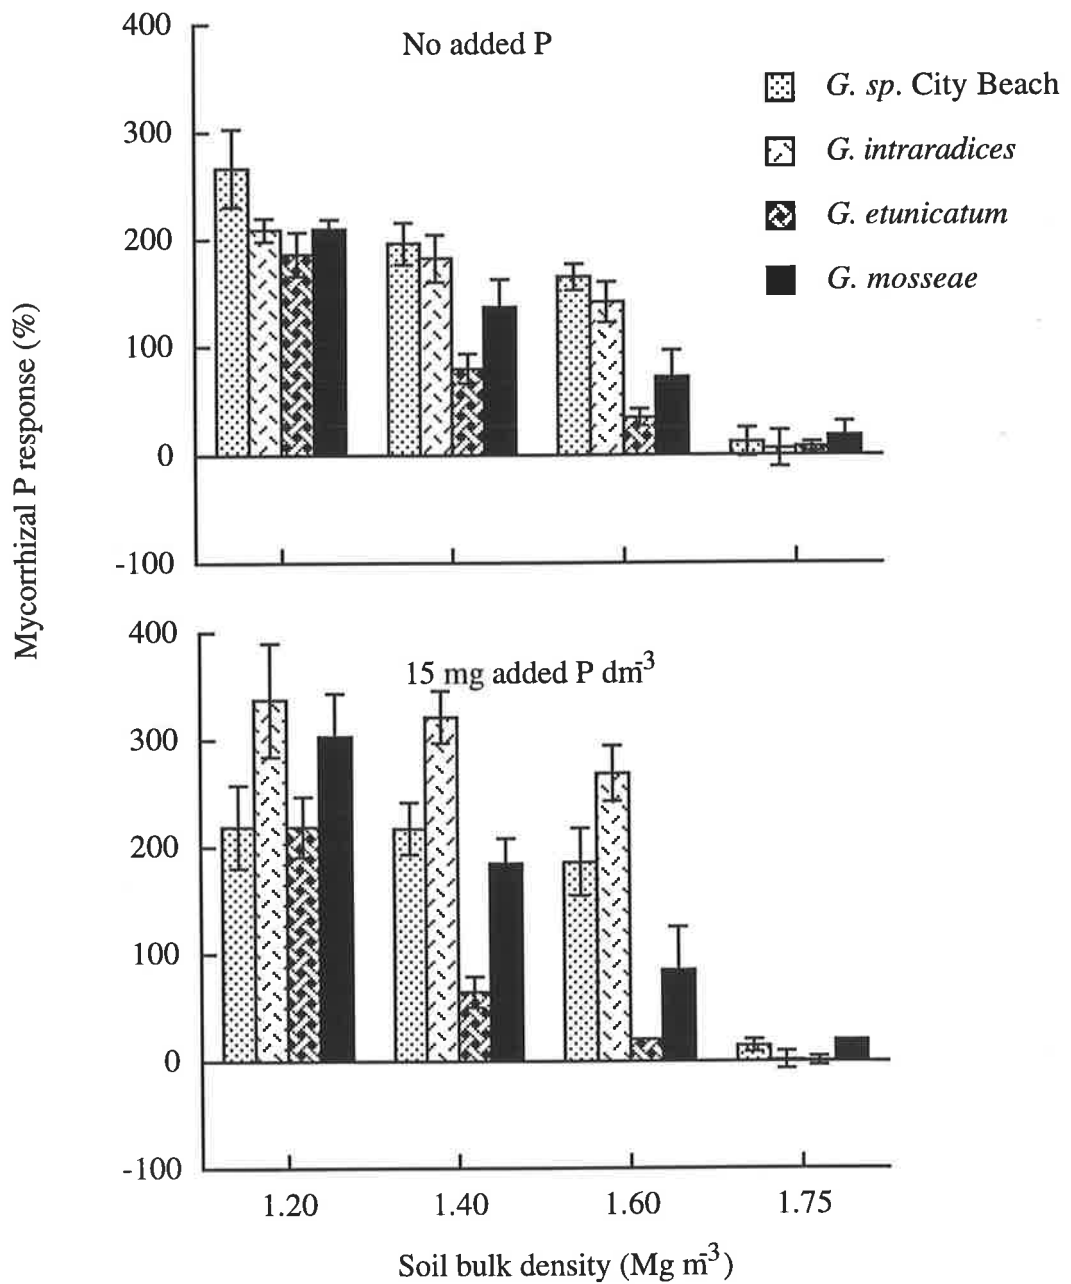 400
No added P
G. sp. City Beach
300
G. intraradices
G. etunicatum
200
G. mosseae
100
0
-100
Mycorrhizal P response (%)
400
15 mg added P dm⁻³
300
200
100
0
-100
1.20 1.40 1.60 1.75
Soil bulk density (Mg m⁻³)